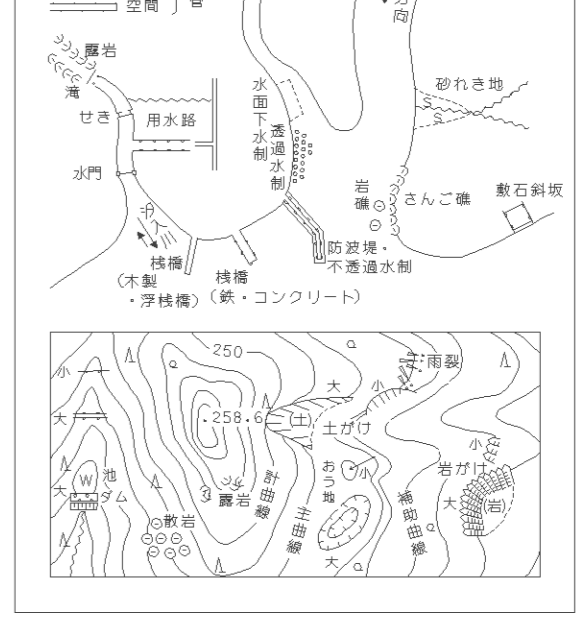 空間
管
方向
露岩
滝
せき
用水路
水面下水制
透過水制
砂れき地
S
S
水門
岩礁
さんご礁
敷石斜坂
流入
桟橋
(木製
・浮桟橋)
桟橋
(鉄・コンクリート)
防波堤・
不透過水制
250
雨裂
小
大
小
258.6
(土)
土がけ
大
小
おう地
小
岩がけ
W
池
大
ダム
計曲線
大
(岩)
露岩
主曲線
補助曲線
散岩
大